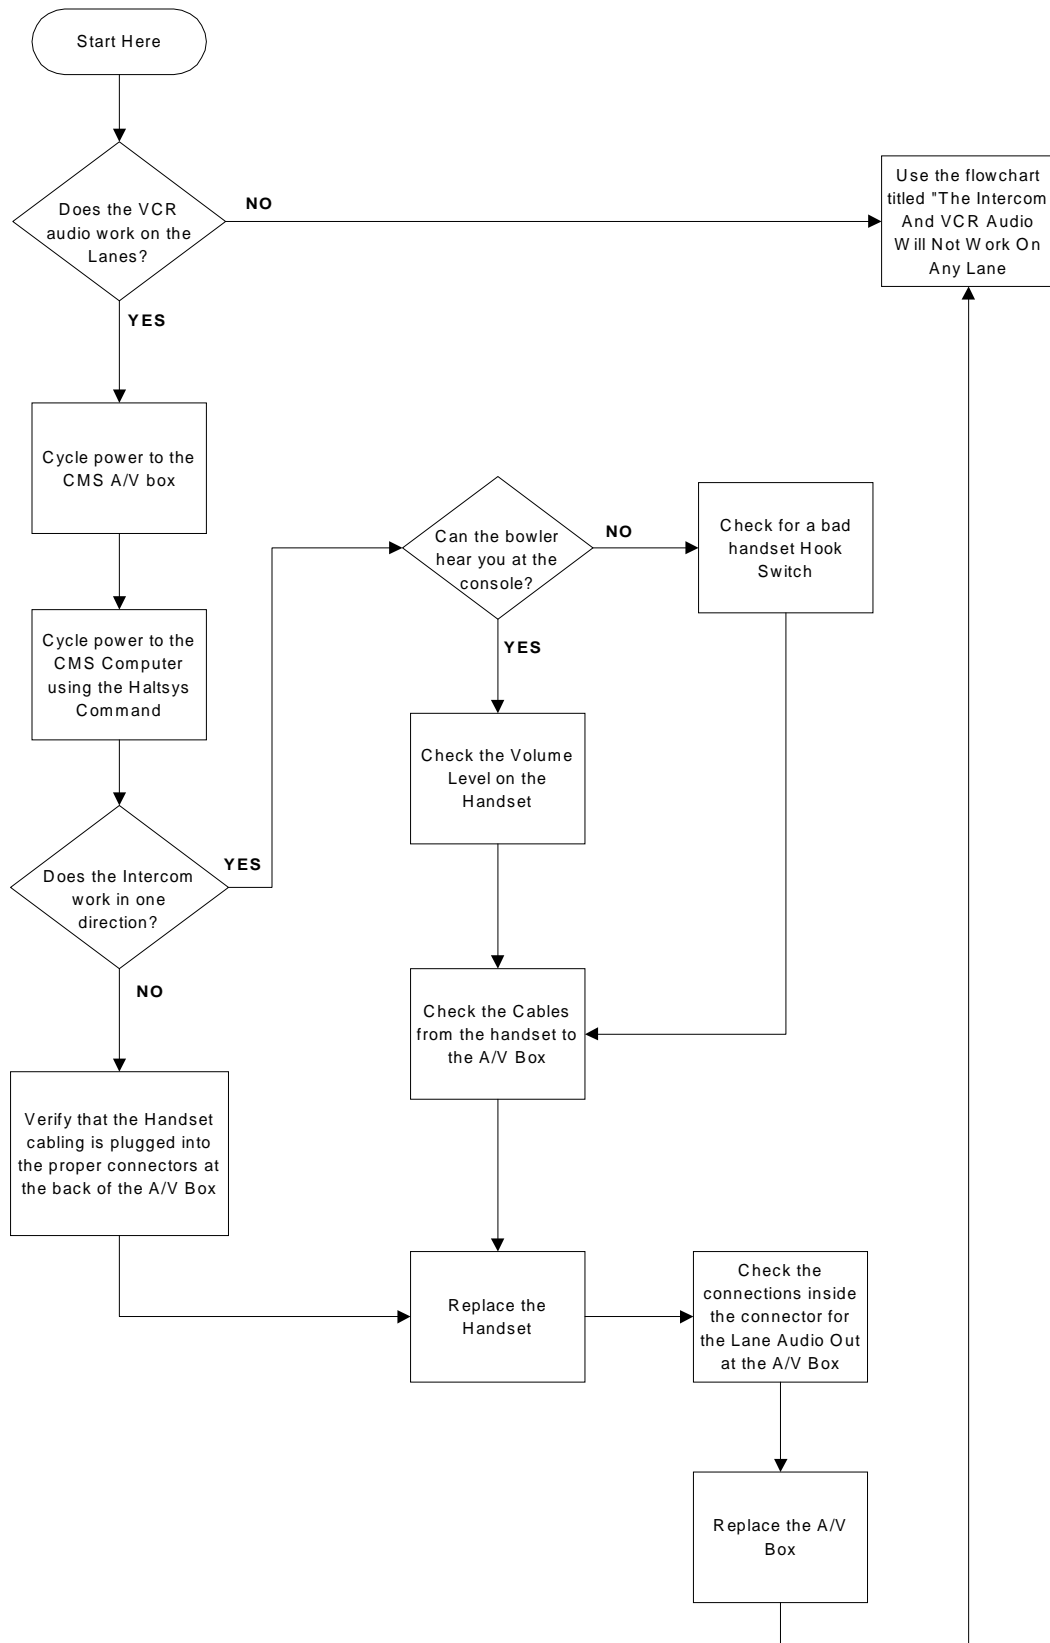 Start Here
Does the VCR
audio work on the
Lanes?
NO
Use the flowchart
titled "The Intercom
And VCR Audio
Will Not Work On
Any Lane
YES
Cycle power to the
CMS A/V box
Cycle power to the
CMS Computer
using the Haltsys
Command
Can the bowler
hear you at the
console?
NO
Check for a bad
handset Hook
Switch
YES
Check the Volume
Level on the
Handset
Does the Intercom
work in one
direction?
YES
NO
Check the Cables
from the handset to
the A/V Box
Verify that the Handset
cabling is plugged into
the proper connectors at
the back of the A/V Box
Replace the
Handset
Check the
connections inside
the connector for
the Lane Audio Out
at the A/V Box
Replace the A/V
Box